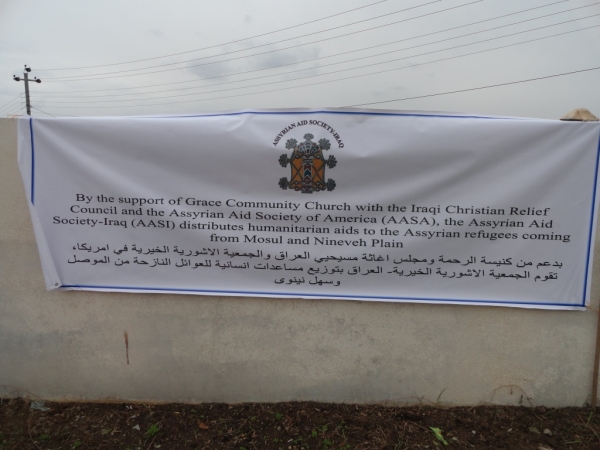 ASSYRIAN AID SOCIETY-IRAQ
By the support of Grace Community Church with the Iraqi Christian Relief
Council and the Assyrian Aid Society of America (AASA), the Assyrian Aid
Society-Iraq (AASI) distributes humanitarian aids to the Assyrian refugees coming
from Mosul and Nineveh Plain
بدعم من كنيسة الرحمة ومجلس اغاثة مسيحيي العراق والجمعية الاشورية الخيرية في امريكا،
تقوم الجمعية الاشورية الخيرية- العراق بتوزيع مساعدات انسانية للعوائل النازحة من الموصل
وسهل نينوى